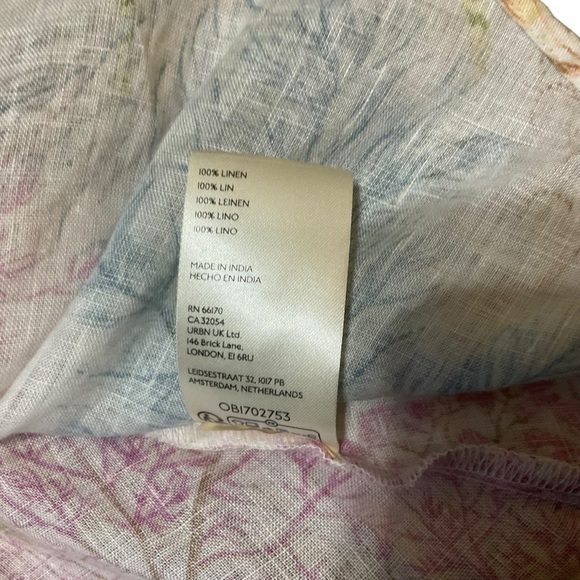 100% LINEN
100% LIN
100% LEINEN
100% LINO
100% LINO
MADE IN INDIA
HECHO EN INDIA
RN 66170
CA 32054
URBN UK Ltd.
146 Brick Lane,
LONDON, E1 6RU
LEIDSESTRAAT 32, 1017 PB
AMSTERDAM, NETHERLANDS
OB1702753
®